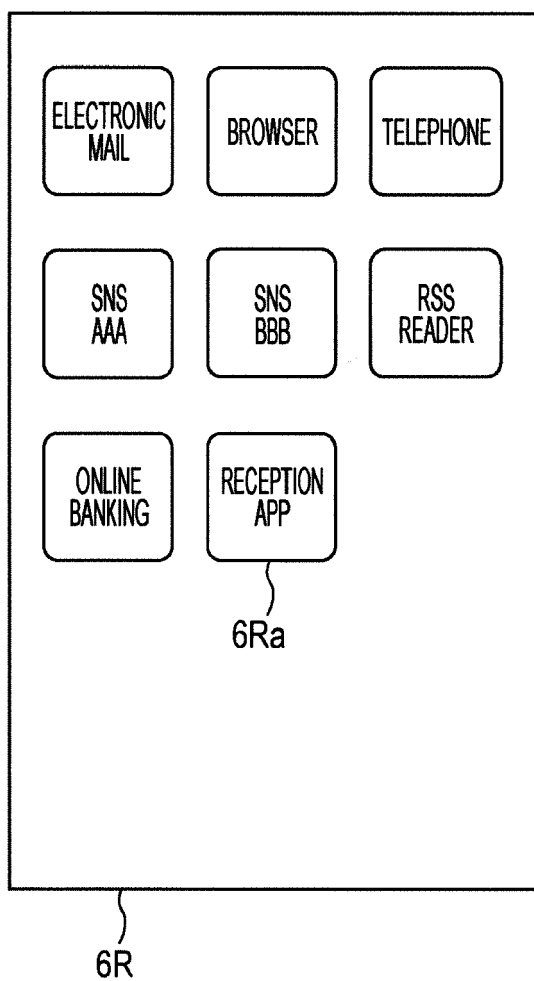 ELECTRONIC
MAIL
BROWSER
TELEPHONE
SNS
AAA
SNS
BBB
RSS
READER
ONLINE
BANKING
RECEPTION
APP
6Ra
6R